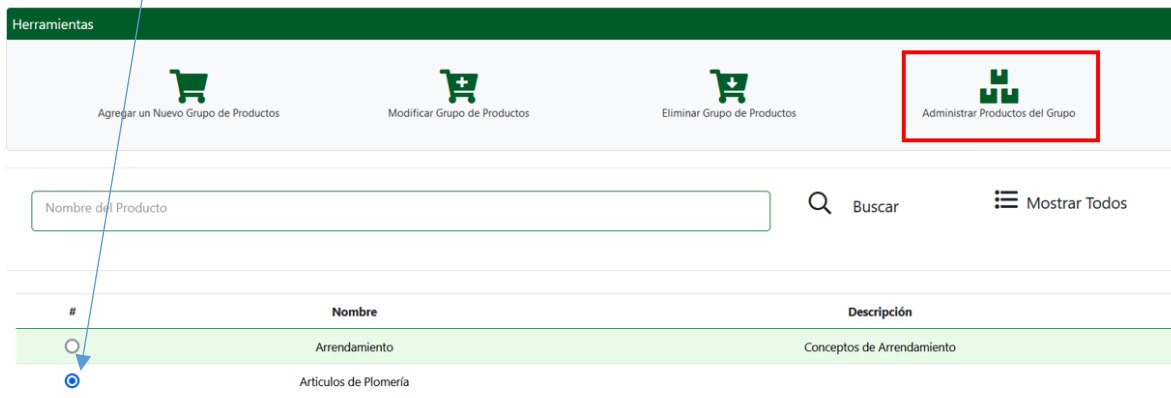 Herramientas
Agregar un Nuevo Grupo de Productos
Modificar Grupo de Productos
Eliminar Grupo de Productos
Administrar Productos del Grupo
Nombre del Producto
Buscar
Mostrar Todos
# Nombre Descripción
Arrendamiento Conceptos de Arrendamiento
Articulos de Plomería